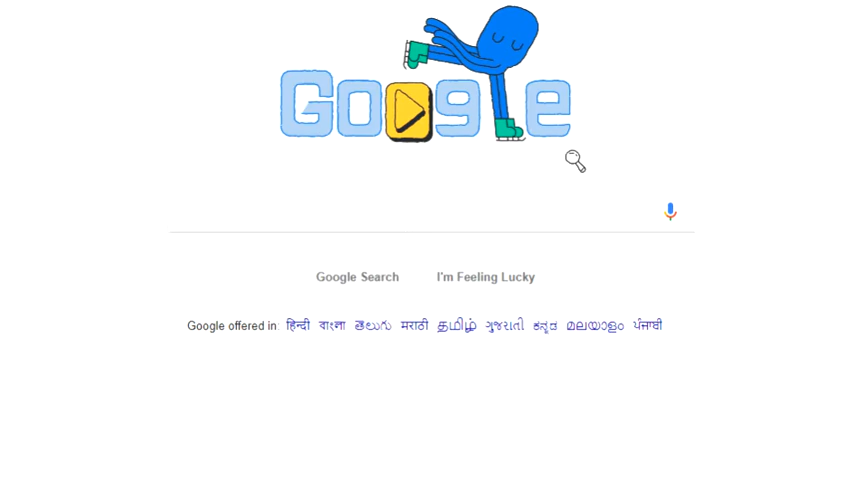 Google
Google Search I'm Feeling Lucky
Google offered in: हिन्दी বাংলা తెలుగు मराठी தமிழ் ગુજરાતી ಕನ್ನಡ മലയാളം ਪੰਜਾਬੀ